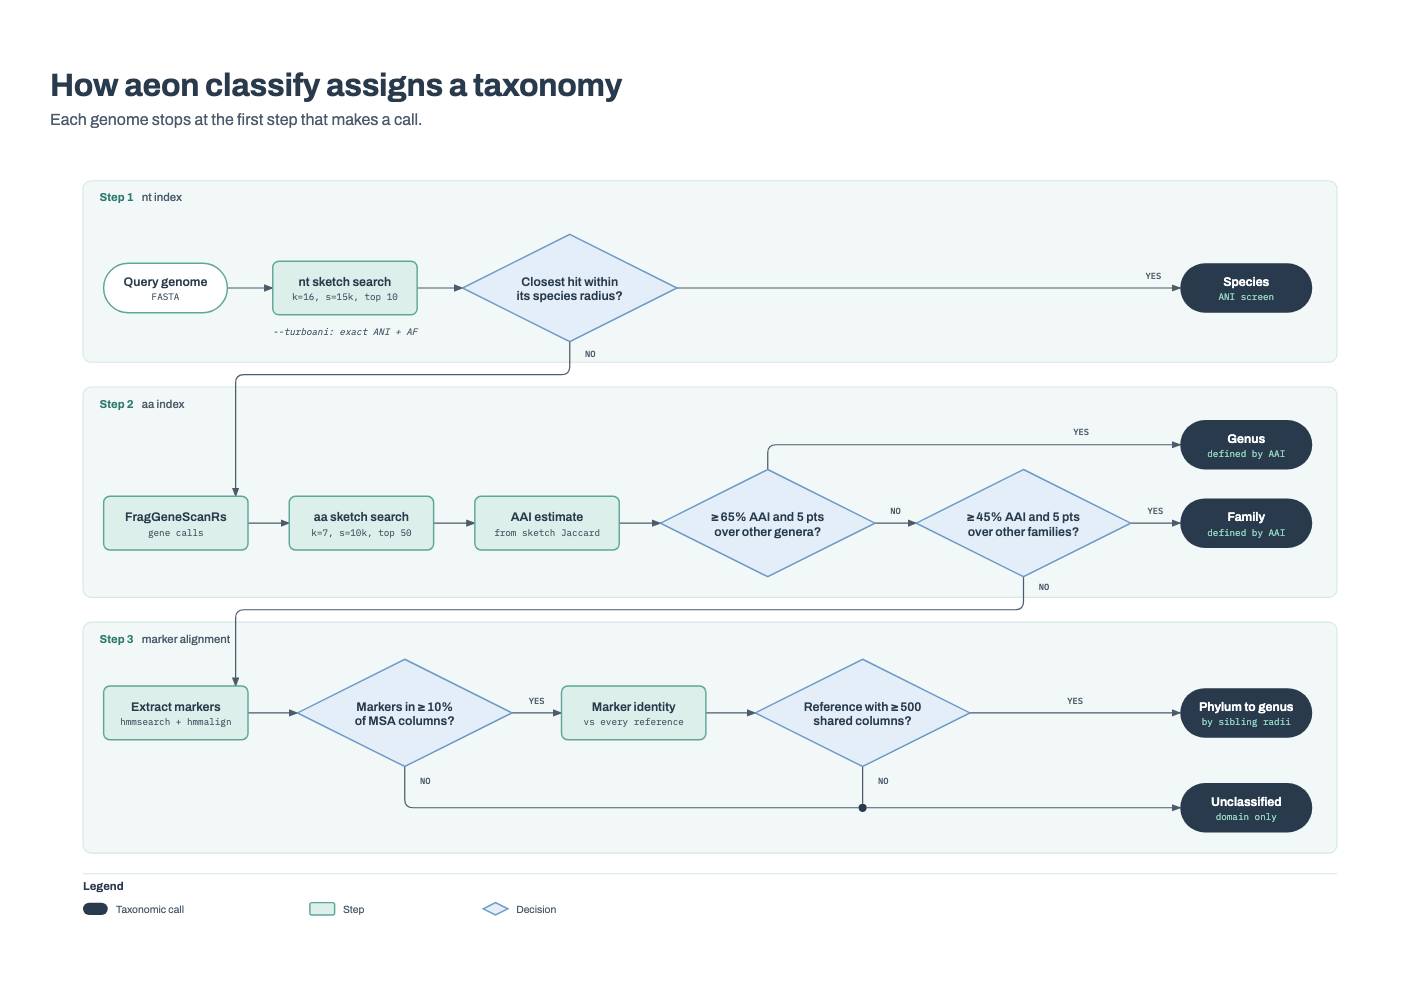 How aeon classify assigns a taxonomy
Each genome stops at the first step that makes a call.
Step 1 nt index
Query genome
FASTA
nt sketch search
k=16, s=15k, top 10
--turboani: exact ANI + AF
Closest hit within
its species radius?
YES
Species
ANI screen
NO
Step 2 aa index
YES
Genus
defined by AAI
FragGeneScanRs
gene calls
aa sketch search
k=7, s=10k, top 50
AAI estimate
from sketch Jaccard
≥ 65% AAI and 5 pts
over other genera?
NO
≥ 45% AAI and 5 pts
over other families?
YES
Family
defined by AAI
NO
Step 3 marker alignment
Extract markers
hmmsearch + hmmalign
Markers in ≥ 10%
of MSA columns?
YES
Marker identity
vs every reference
Reference with ≥ 500
shared columns?
YES
Phylum to genus
by sibling radii
NO
NO
Unclassified
domain only
Legend
Taxonomic call
Step
Decision